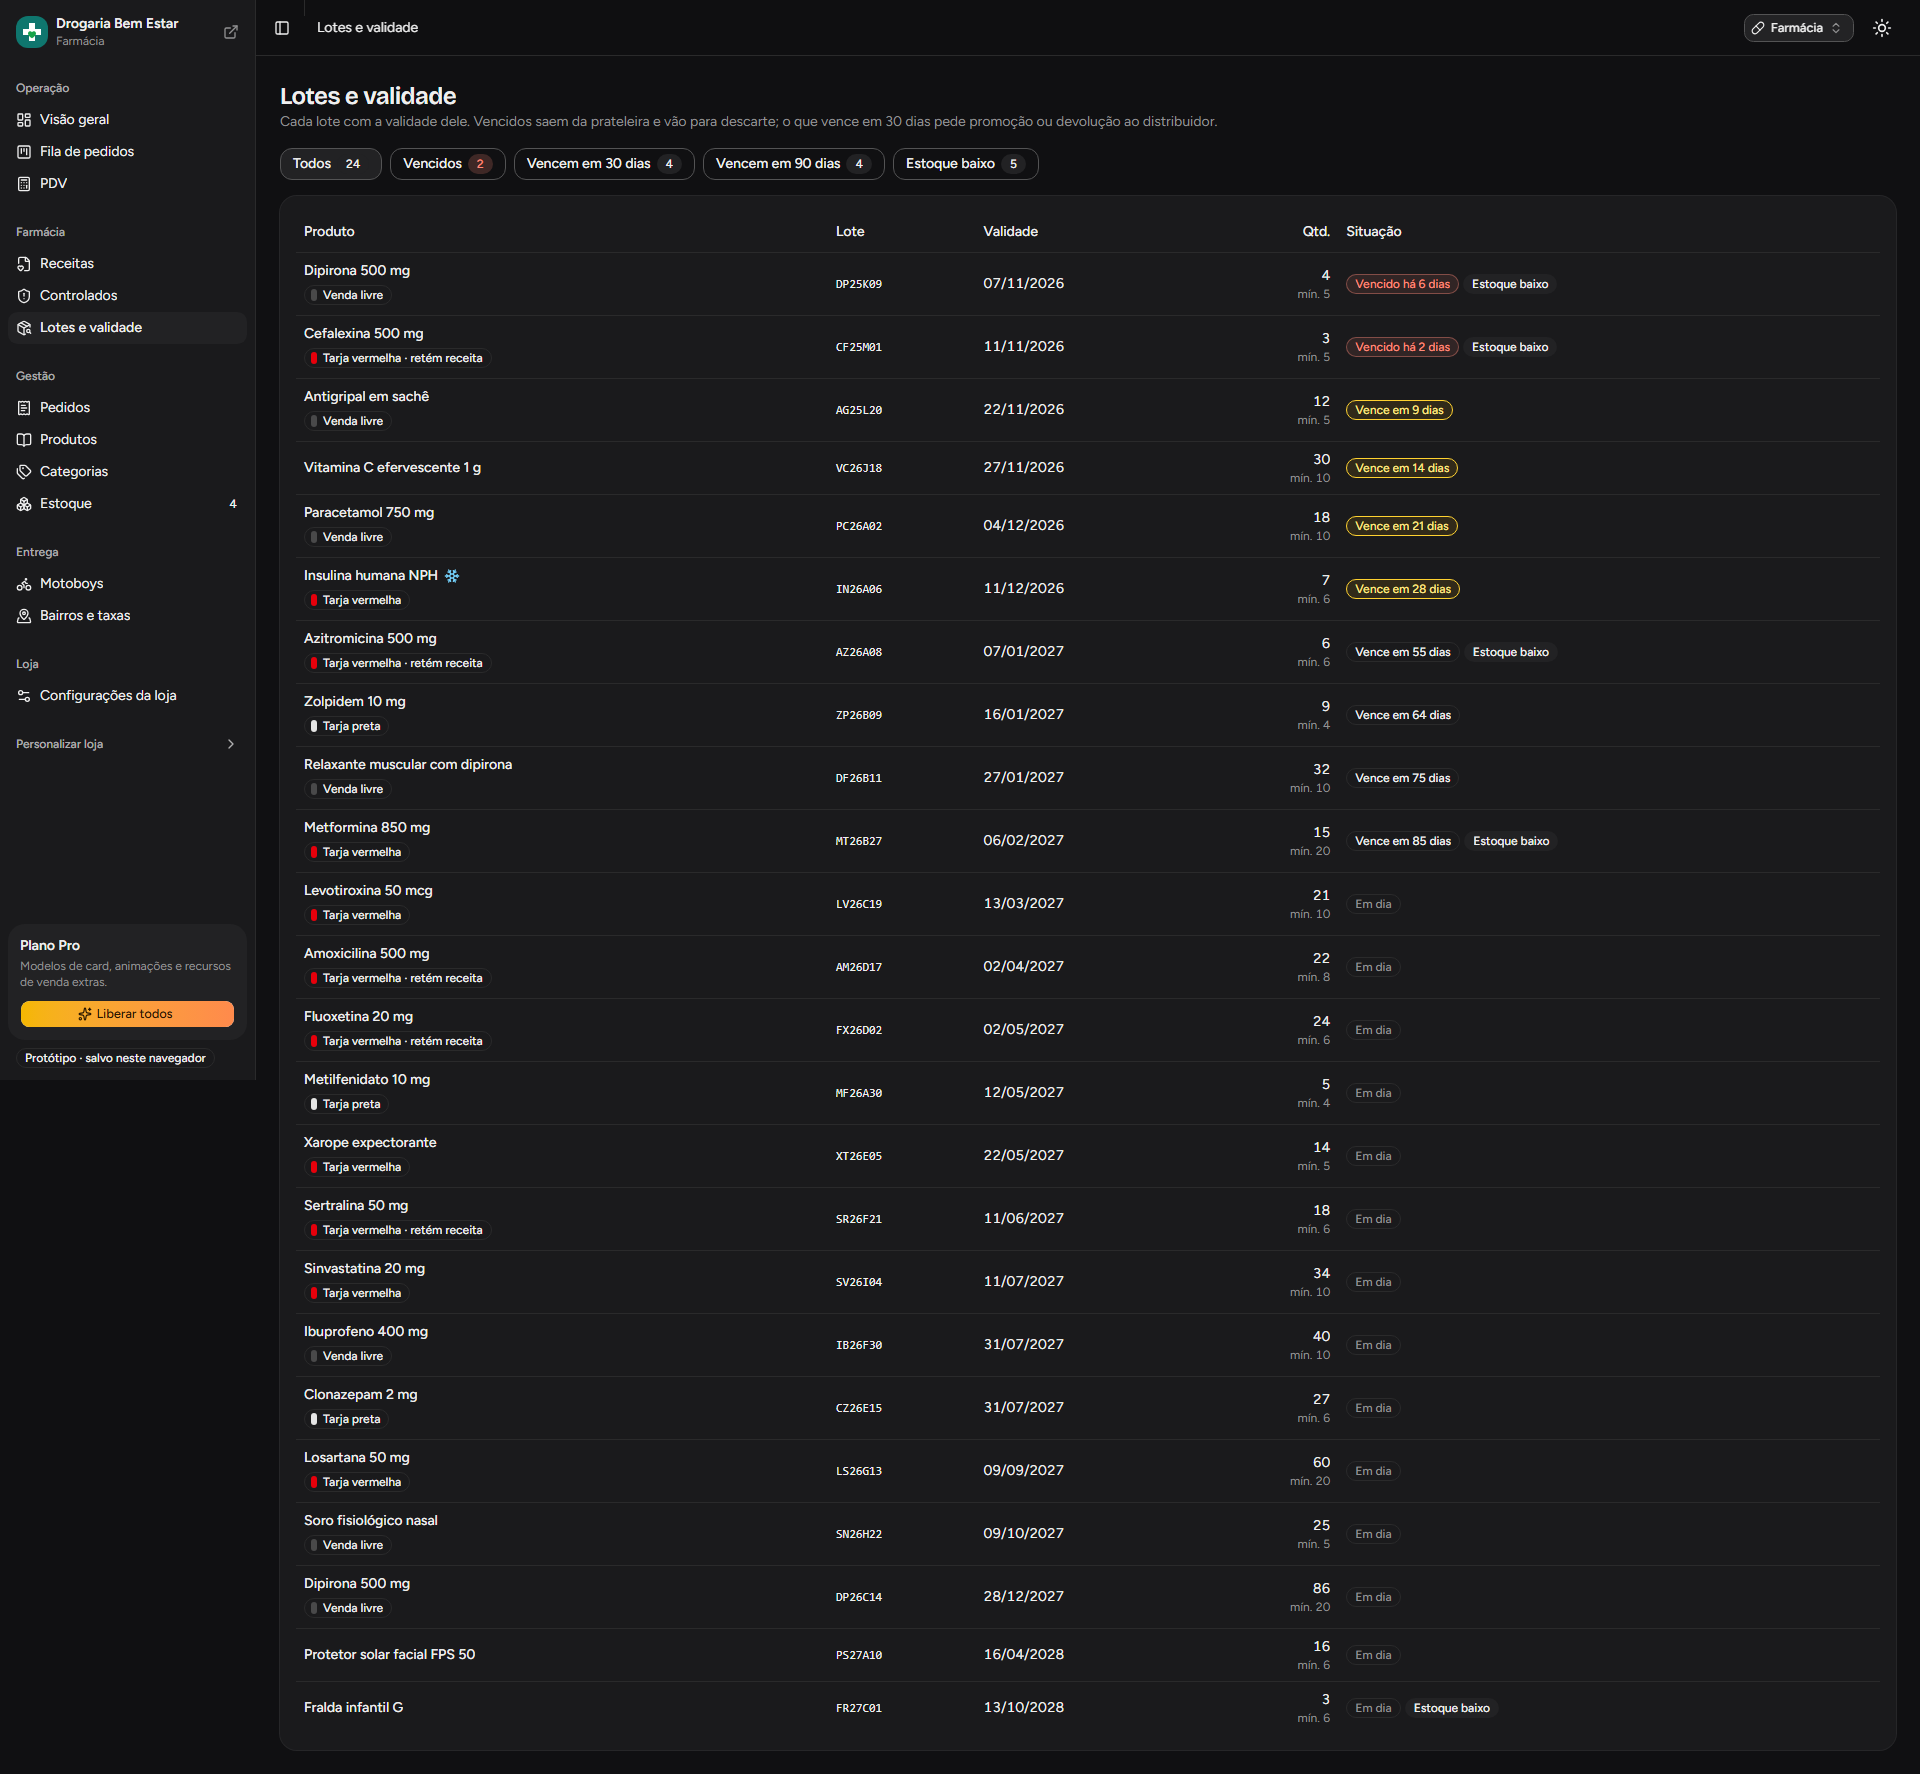 Drogaria Bem Estar
Farmácia
Operação
Visão geral
Fila de pedidos
PDV
Farmácia
Receitas
Controlados
Lotes e validade
Gestão
Pedidos
Produtos
Categorias
Estoque 4
Entrega
Motoboys
Bairros e taxas
Loja
Configurações da loja
Personalizar loja
Plano Pro
Modelos de card, animações e recursos
de venda extras.
Liberar todos
Protótipo · salvo neste navegador
Lotes e validade
Farmácia
Lotes e validade
Cada lote com a validade dele. Vencidos saem da prateleira e vão para descarte; o que vence em 30 dias pede promoção ou devolução ao distribuidor.
Todos 24 Vencidos 2 Vencem em 30 dias 4 Vencem em 90 dias 4 Estoque baixo 5
Produto Lote Validade Qtd. Situação
Dipirona 500 mg
Venda livre
DP25K09 07/11/2026 4
mín. 5
Vencido há 6 dias Estoque baixo
Cefalexina 500 mg
Tarja vermelha · retém receita
CF25M01 11/11/2026 3
mín. 5
Vencido há 2 dias Estoque baixo
Antigripal em sachê
Venda livre
AG25L20 22/11/2026 12
mín. 5
Vence em 9 dias
Vitamina C efervescente 1 g
VC26J18 27/11/2026 30
mín. 10
Vence em 14 dias
Paracetamol 750 mg
Venda livre
PC26A02 04/12/2026 18
mín. 10
Vence em 21 dias
Insulina humana NPH
Tarja vermelha
IN26A06 11/12/2026 7
mín. 6
Vence em 28 dias
Azitromicina 500 mg
Tarja vermelha · retém receita
AZ26A08 07/01/2027 6
mín. 6
Vence em 55 dias Estoque baixo
Zolpidem 10 mg
Tarja preta
ZP26B09 16/01/2027 9
mín. 4
Vence em 64 dias
Relaxante muscular com dipirona
Venda livre
DF26B11 27/01/2027 32
mín. 10
Vence em 75 dias
Metformina 850 mg
Tarja vermelha
MT26B27 06/02/2027 15
mín. 20
Vence em 85 dias Estoque baixo
Levotiroxina 50 mcg
Tarja vermelha
LV26C19 13/03/2027 21
mín. 10
Em dia
Amoxicilina 500 mg
Tarja vermelha · retém receita
AM26D17 02/04/2027 22
mín. 8
Em dia
Fluoxetina 20 mg
Tarja vermelha · retém receita
FX26D02 02/05/2027 24
mín. 6
Em dia
Metilfenidato 10 mg
Tarja preta
MF26A30 12/05/2027 5
mín. 4
Em dia
Xarope expectorante
Tarja vermelha
XT26E05 22/05/2027 14
mín. 5
Em dia
Sertralina 50 mg
Tarja vermelha · retém receita
SR26F21 11/06/2027 18
mín. 6
Em dia
Sinvastatina 20 mg
Tarja vermelha
SV26I04 11/07/2027 34
mín. 10
Em dia
Ibuprofeno 400 mg
Venda livre
IB26F30 31/07/2027 40
mín. 10
Em dia
Clonazepam 2 mg
Tarja preta
CZ26E15 31/07/2027 27
mín. 6
Em dia
Losartana 50 mg
Tarja vermelha
LS26G13 09/09/2027 60
mín. 20
Em dia
Soro fisiológico nasal
Venda livre
SN26H22 09/10/2027 25
mín. 5
Em dia
Dipirona 500 mg
Venda livre
DP26C14 28/12/2027 86
mín. 20
Em dia
Protetor solar facial FPS 50
PS27A10 16/04/2028 16
mín. 6
Em dia
Fralda infantil G
FR27C01 13/10/2028 3
mín. 6
Em dia Estoque baixo